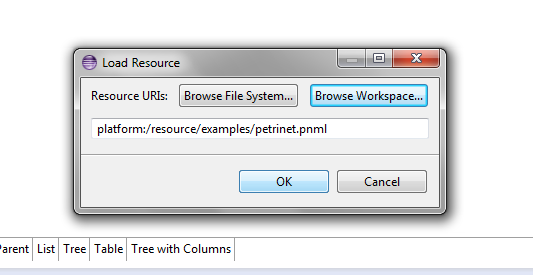 Load Resource
Resource URIs: Browse File System... Browse Workspace...
platform:/resource/examples/petrinet.pnml
OK Cancel
Parent List Tree Table Tree with Columns